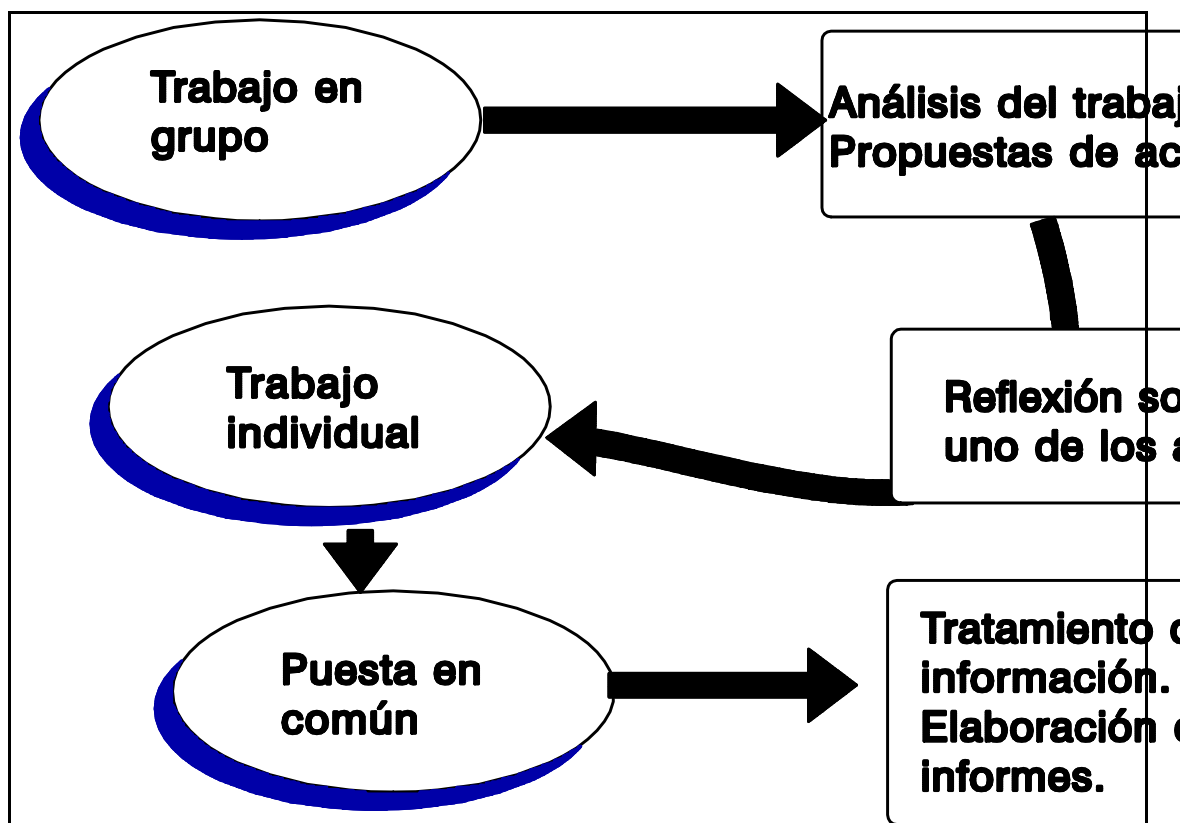 Trabajo en
grupo
Análisis del
Propuestas de
Trabajo
individual
Reflexión
uno de los
Puesta en
común
Tratamiento
información.
Elaboración
informes.